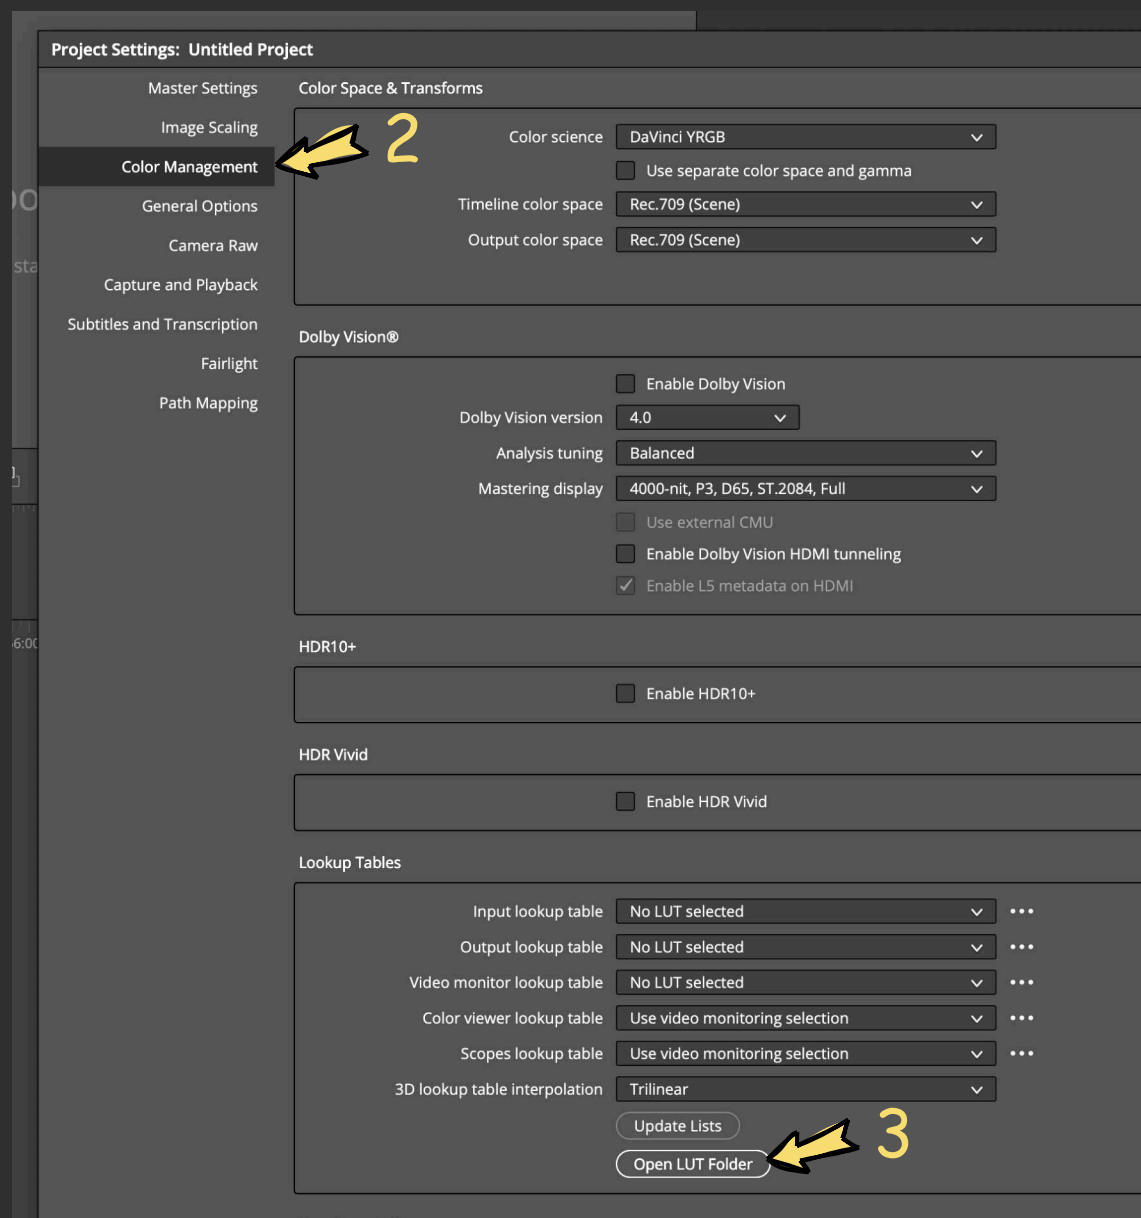 Project Settings: Untitled Project
Master Settings
Image Scaling
Color Management
General Options
Camera Raw
Capture and Playback
Subtitles and Transcription
Fairlight
Path Mapping
2
Color Space & Transforms
Color science DaVinci YRGB
Use separate color space and gamma
Timeline color space Rec.709 (Scene)
Output color space Rec.709 (Scene)
Dolby Vision®
Enable Dolby Vision
Dolby Vision version 4.0
Analysis tuning Balanced
Mastering display 4000-nit, P3, D65, ST.2084, Full
Use external CMU
Enable Dolby Vision HDMI tunneling
Enable L5 metadata on HDMI
HDR10+
Enable HDR10+
HDR Vivid
Enable HDR Vivid
Lookup Tables
Input lookup table No LUT selected
Output lookup table No LUT selected
Video monitor lookup table No LUT selected
Color viewer lookup table Use video monitoring selection
Scopes lookup table Use video monitoring selection
3D lookup table interpolation Trilinear
Update Lists
Open LUT Folder
3